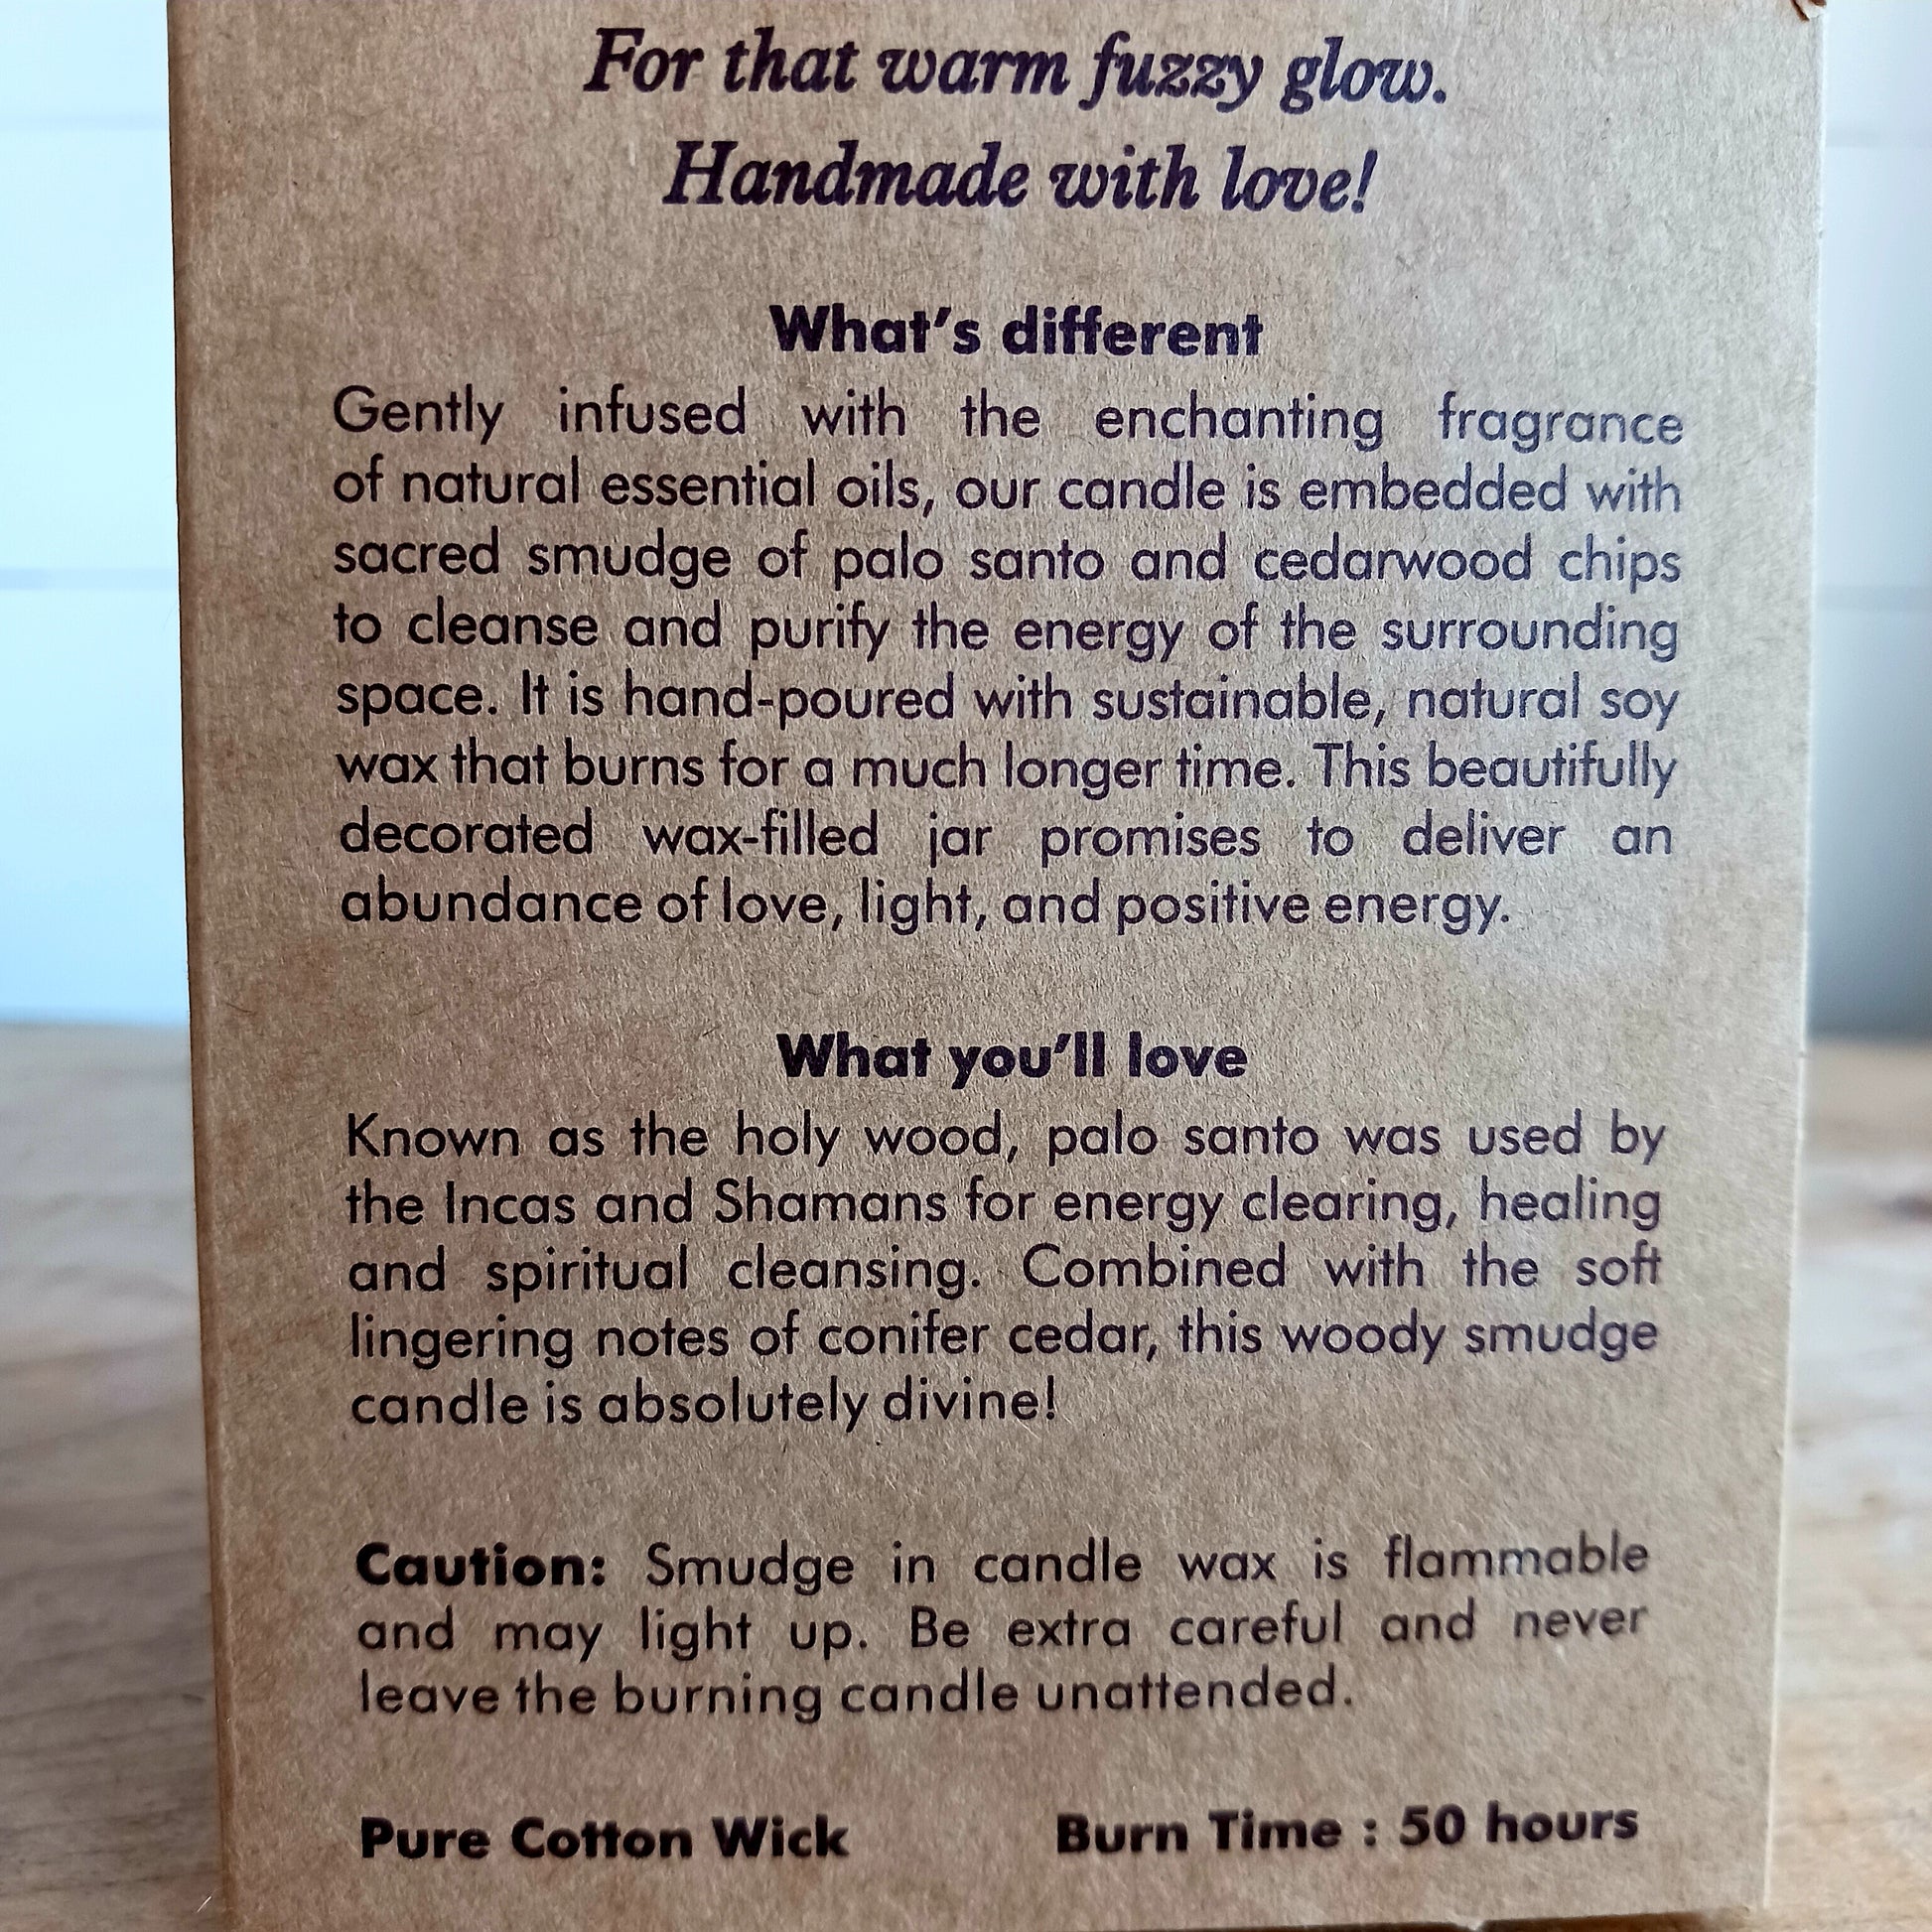 For that warm fuzzy glow.
Handmade with love!
What's different
Gently infused with the enchanting fragrance
of natural essential oils, our candle is embedded with
sacred smudge of palo santo and cedarwood chips
to cleanse and purify the energy of the surrounding
space. It is hand-poured with sustainable, natural soy
wax that burns for a much longer time. This beautifully
decorated wax-filled jar promises to deliver an
abundance of love, light, and positive energy.
What you'll love
Known as the holy wood, palo santo was used by
the Incas and Shamans for energy clearing, healing
and spiritual cleansing. Combined with the soft
lingering notes of conifer cedar, this woody smudge
candle is absolutely divine!
Caution: Smudge in candle wax is flammable
and may light up. Be extra careful and never
leave the burning candle unattended.
Pure Cotton Wick Burn Time : 50 hours